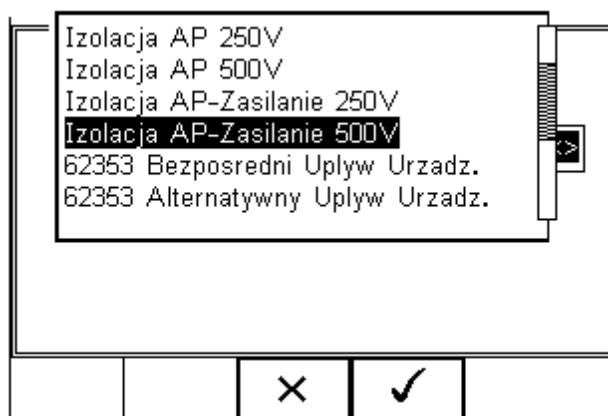 Izolacja AP 250V
Izolacja AP 500V
Izolacja AP-Zasilanie 250V
Izolacja AP-Zasilanie 500V
62353 Bezposredni Uplyw Urzadz.
62353 Alternatywny Uplyw Urzadz.